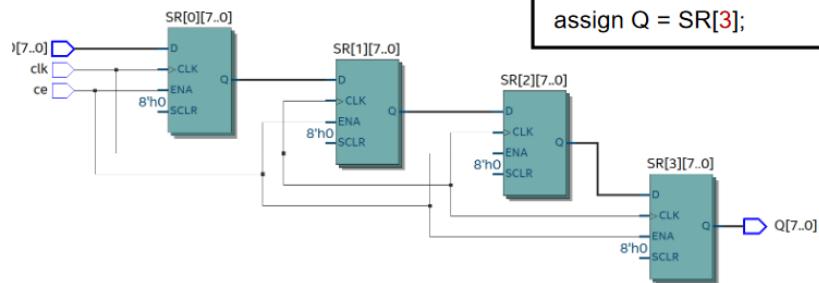 assign Q = SR[3];
SR[0][7..0]
[7..0]
clk
ce
D
CLK
ENA
SCLR
Q
8'h0
SR[1][7..0]
D
CLK
ENA
SCLR
Q
8'h0
SR[2][7..0]
D
CLK
ENA
SCLR
Q
8'h0
SR[3][7..0]
D
CLK
ENA
SCLR
Q
8'h0
Q[7..0]